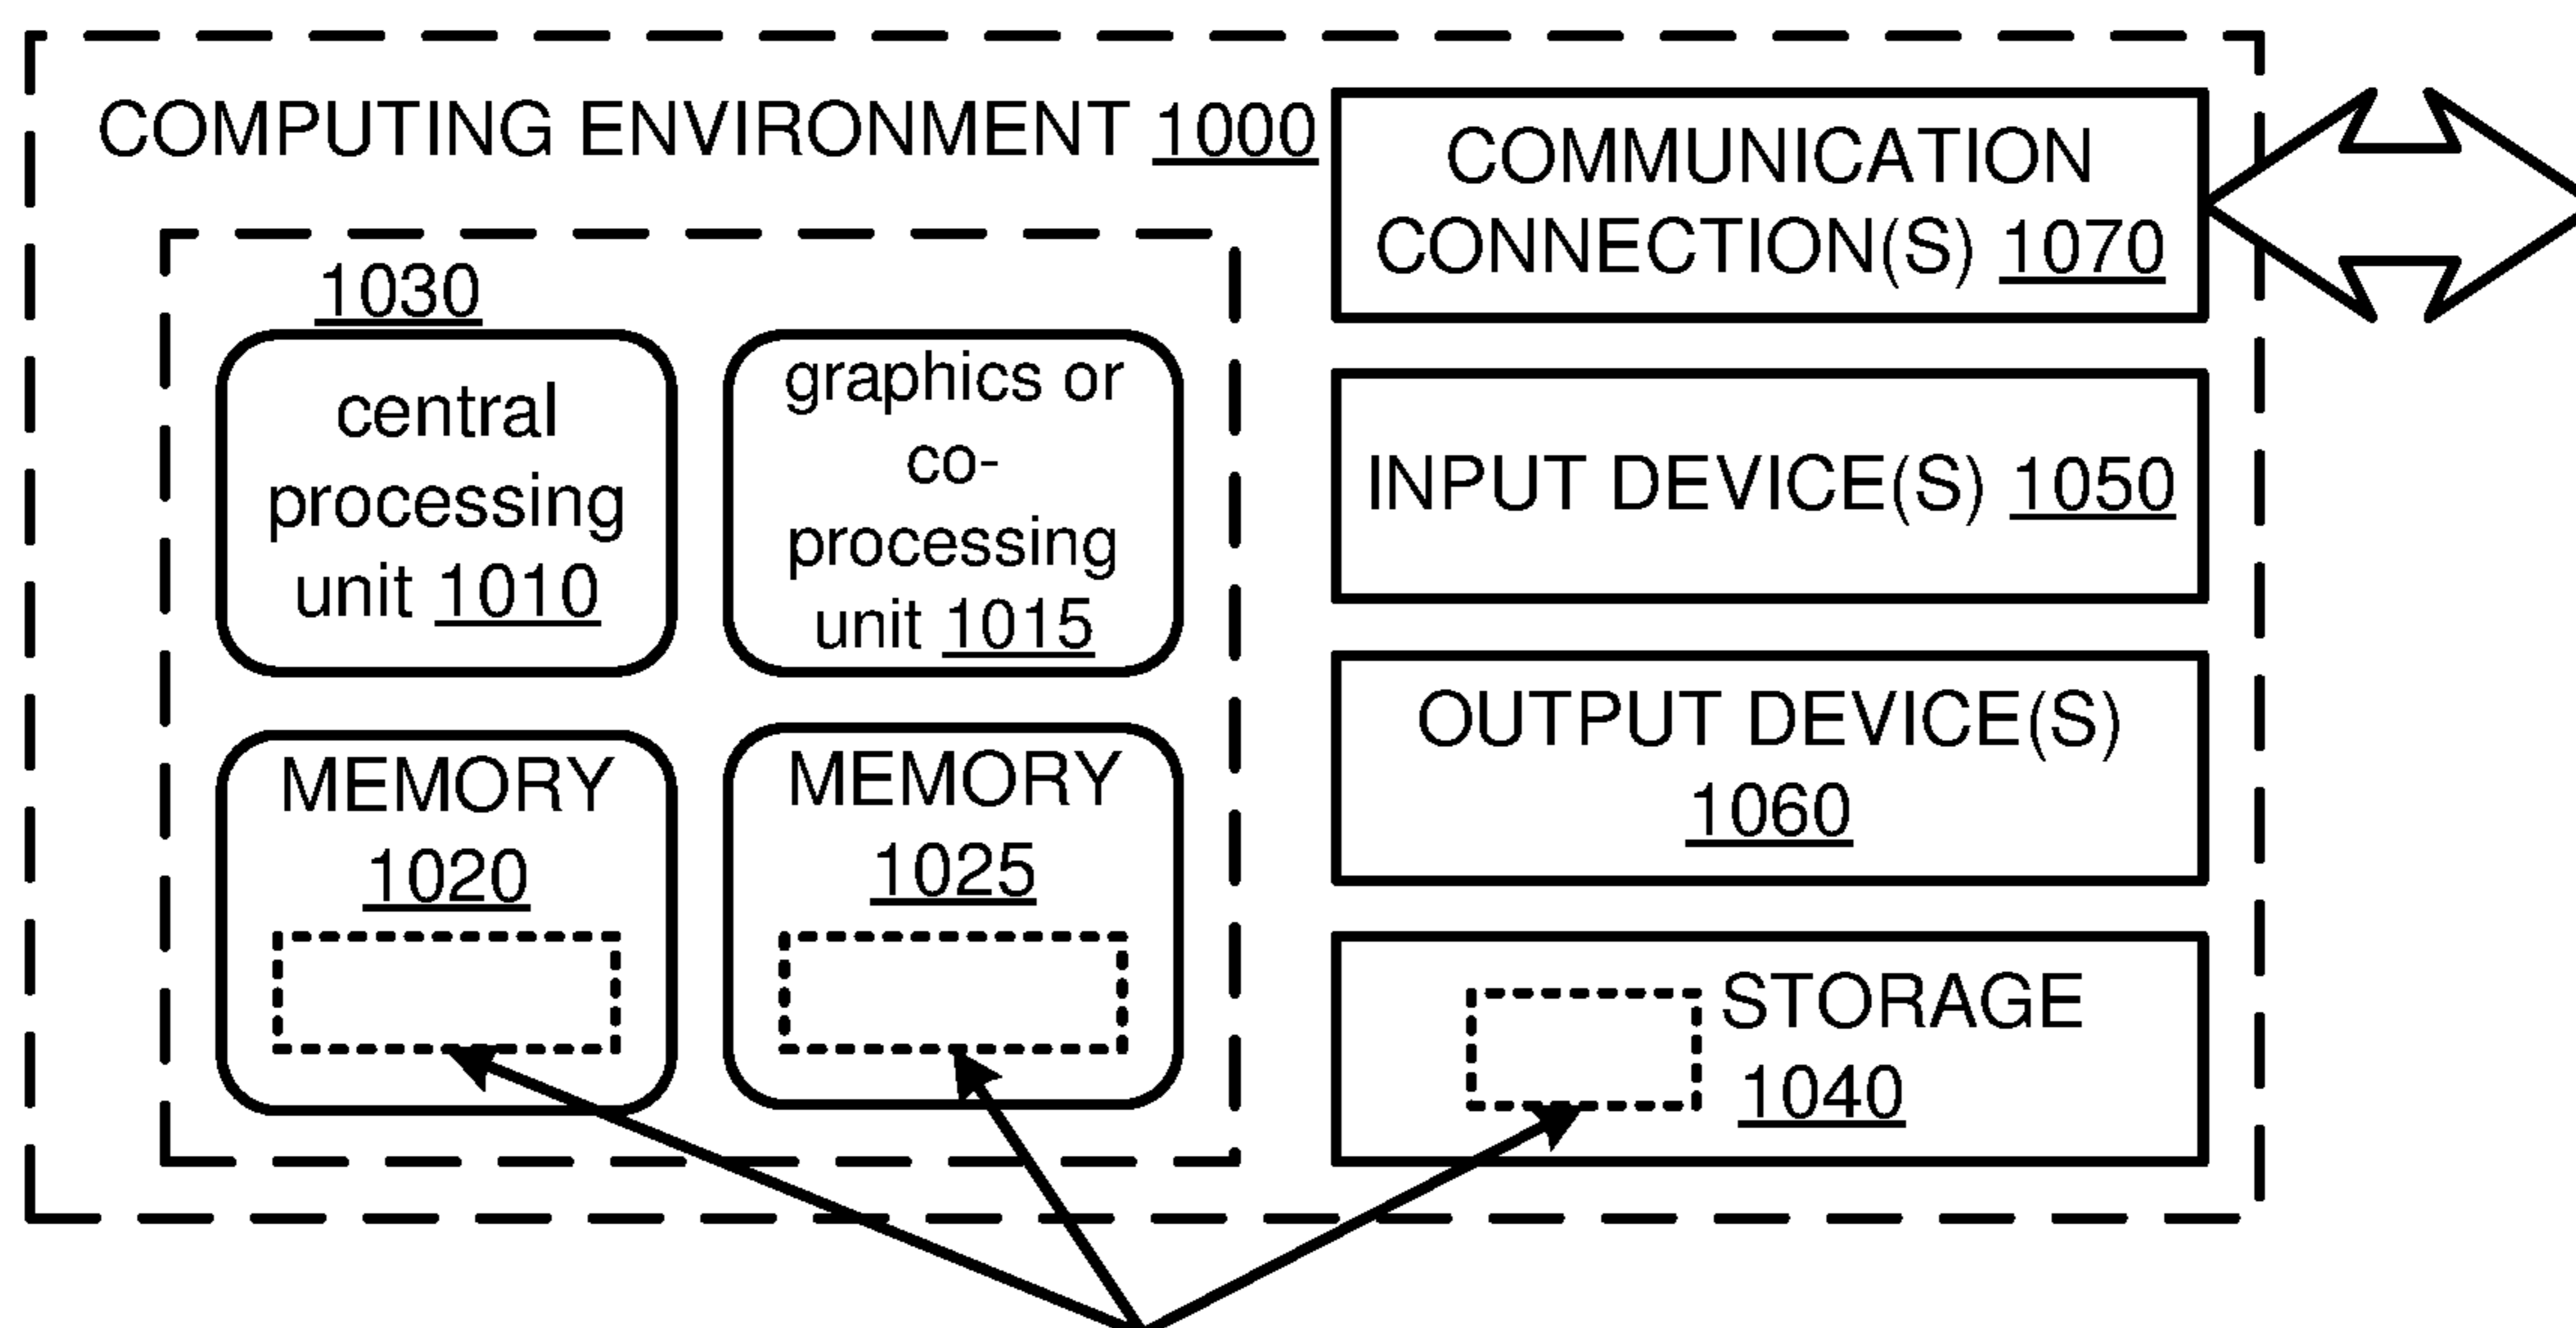 COMPUTING ENVIRONMENT 1000
1030
central
processing
unit 1010
graphics or
co-
processing
unit 1015
MEMORY
1020
MEMORY
1025
COMMUNICATION
CONNECTION(S) 1070
INPUT DEVICE(S) 1050
OUTPUT DEVICE(S)
1060
STORAGE
1040